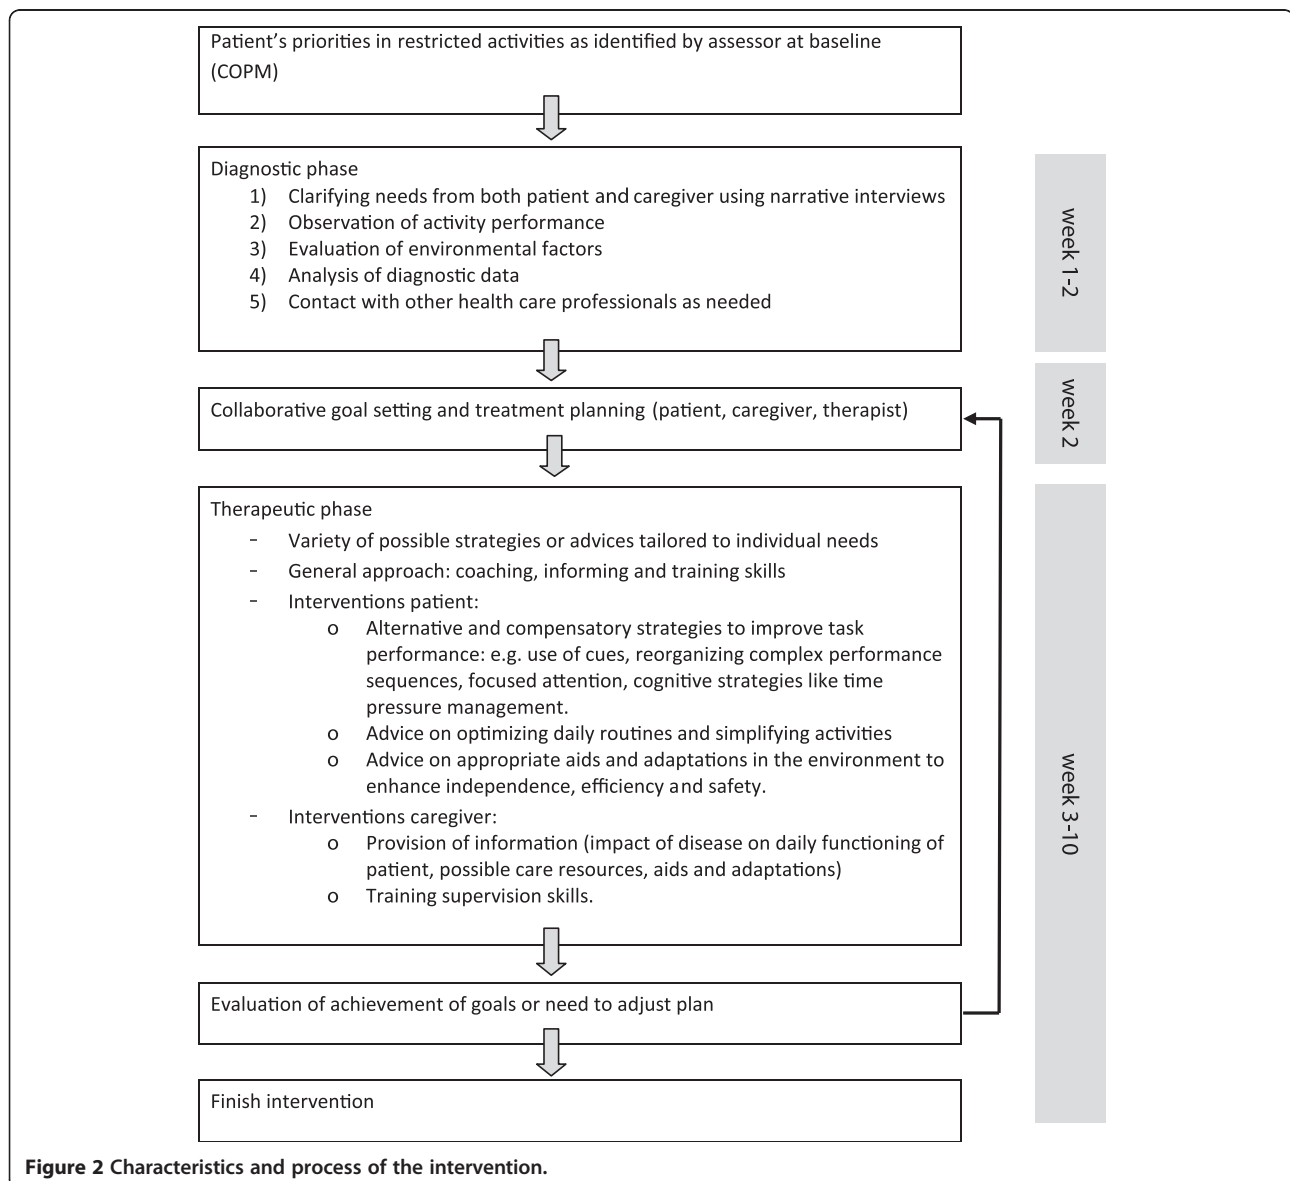 Patient's priorities in restricted activities as identified by assessor at baseline
(COPM)
Diagnostic phase
1) Clarifying needs from both patient and caregiver using narrative interviews
2) Observation of activity performance
3) Evaluation of environmental factors
4) Analysis of diagnostic data
5) Contact with other health care professionals as needed
week 1-2
Collaborative goal setting and treatment planning (patient, caregiver, therapist)
week 2
Therapeutic phase
- Variety of possible strategies or advices tailored to individual needs
- General approach: coaching, informing and training skills
- Interventions patient:
o Alternative and compensatory strategies to improve task
performance: e.g. use of cues, reorganizing complex performance
sequences, focused attention, cognitive strategies like time
pressure management.
o Advice on optimizing daily routines and simplifying activities
o Advice on appropriate aids and adaptations in the environment to
enhance independence, efficiency and safety.
- Interventions caregiver:
o Provision of information (impact of disease on daily functioning of
patient, possible care resources, aids and adaptations)
o Training supervision skills.
week 3-10
Evaluation of achievement of goals or need to adjust plan
Finish intervention
Figure 2 Characteristics and process of the intervention.